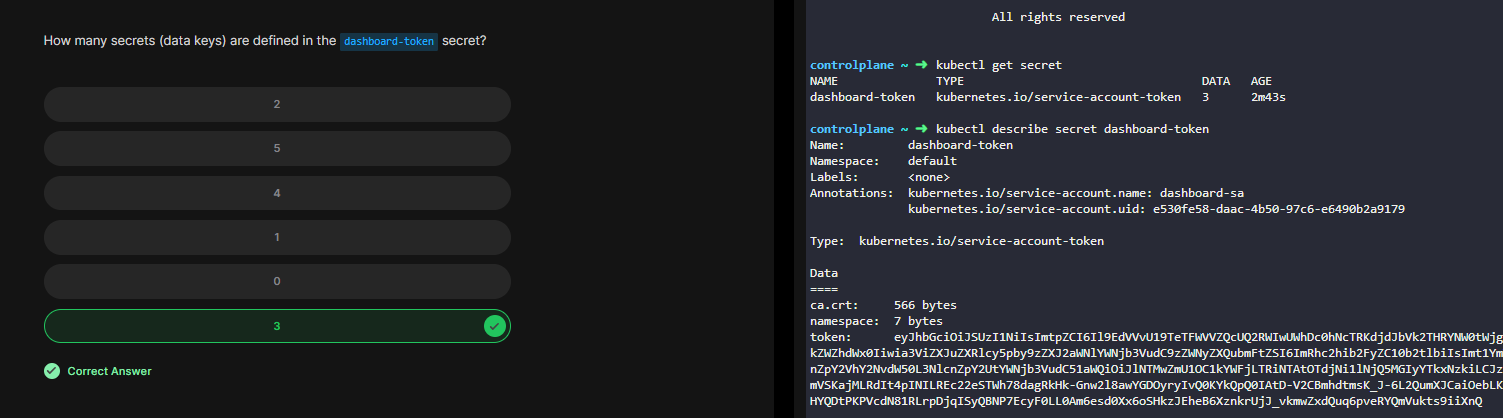 How many secrets (data keys) are defined in the dashboard-token secret?
2
5
4
1
0
3
Correct Answer
All rights reserved
controlplane ~ ➜ kubectl get secret
NAME TYPE DATA AGE
dashboard-token kubernetes.io/service-account-token 3 2m43s
controlplane ~ ➜ kubectl describe secret dashboard-token
Name: dashboard-token
Namespace: default
Labels: <none>
Annotations: kubernetes.io/service-account.name: dashboard-sa
kubernetes.io/service-account.uid: e530fe58-daac-4b50-97c6-e6490b2a9179
Type: kubernetes.io/service-account-token
Data
====
ca.crt: 566 bytes
namespace: 7 bytes
token: